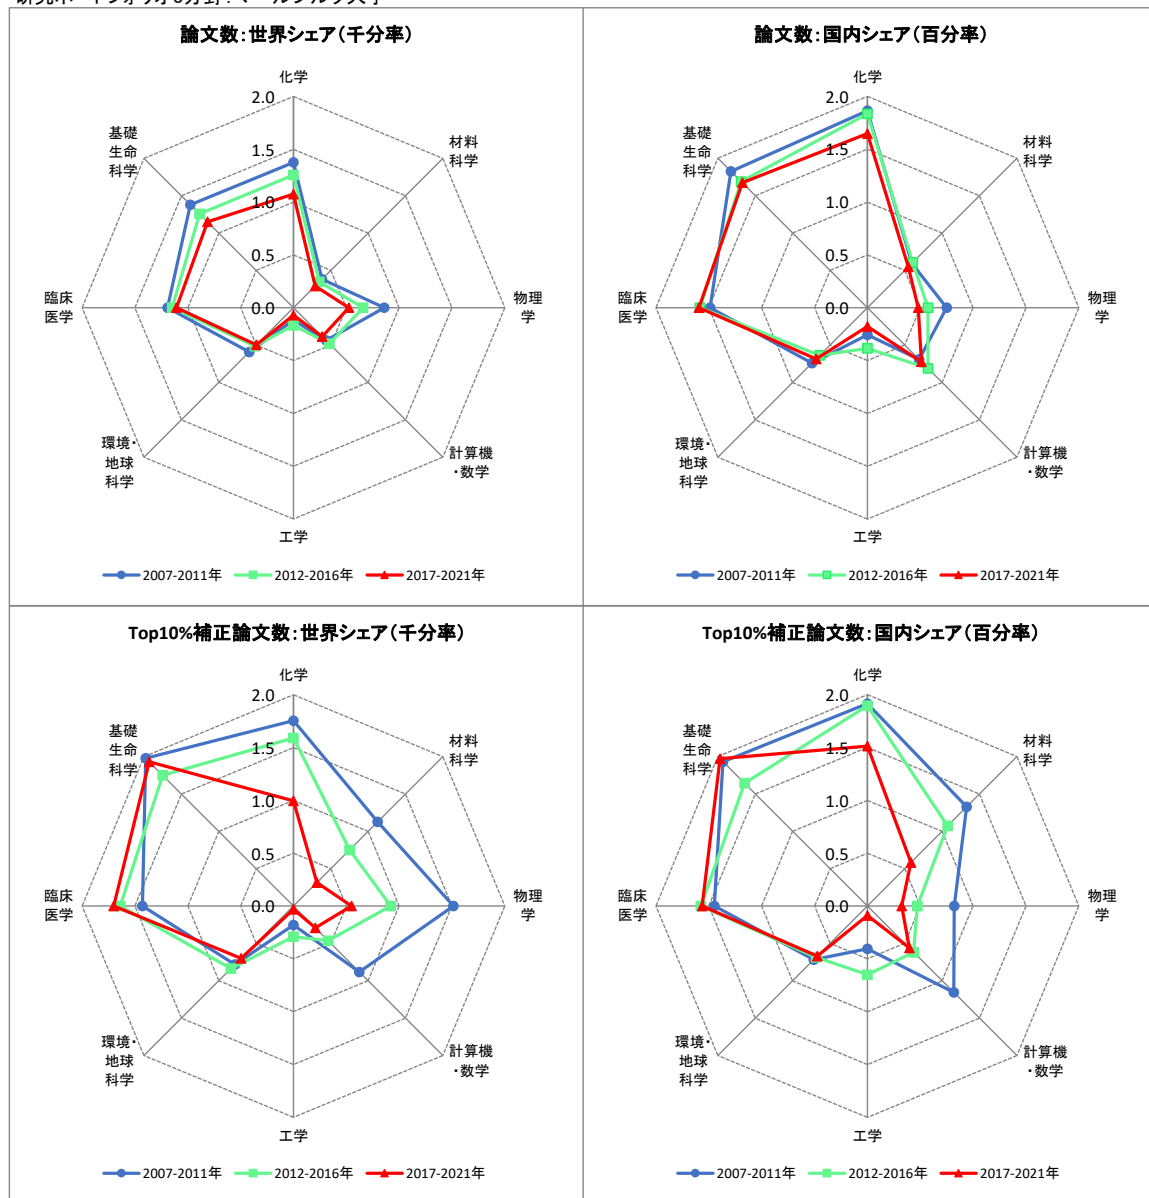 論文数：世界シェア（千分率）
化学
材料
科学
物理
学
計算機
・数学
工学
環境・
地球
科学
臨床
医学
基礎
生命
科学
2.0
1.5
1.0
0.5
0.0
2007-2011年 2012-2016年 2017-2021年
論文数：国内シェア（百分率）
化学
材料
科学
物理
学
計算機
・数学
工学
環境・
地球
科学
臨床
医学
基礎
生命
科学
2.0
1.5
1.0
0.5
0.0
2007-2011年 2012-2016年 2017-2021年
Top10%補正論文数：世界シェア（千分率）
化学
材料
科学
物理
学
計算機
・数学
工学
環境・
地球
科学
臨床
医学
基礎
生命
科学
2.0
1.5
1.0
0.5
0.0
2007-2011年 2012-2016年 2017-2021年
Top10%補正論文数：国内シェア（百分率）
化学
材料
科学
物理
学
計算機
・数学
工学
環境・
地球
科学
臨床
医学
基礎
生命
科学
2.0
1.5
1.0
0.5
0.0
2007-2011年 2012-2016年 2017-2021年